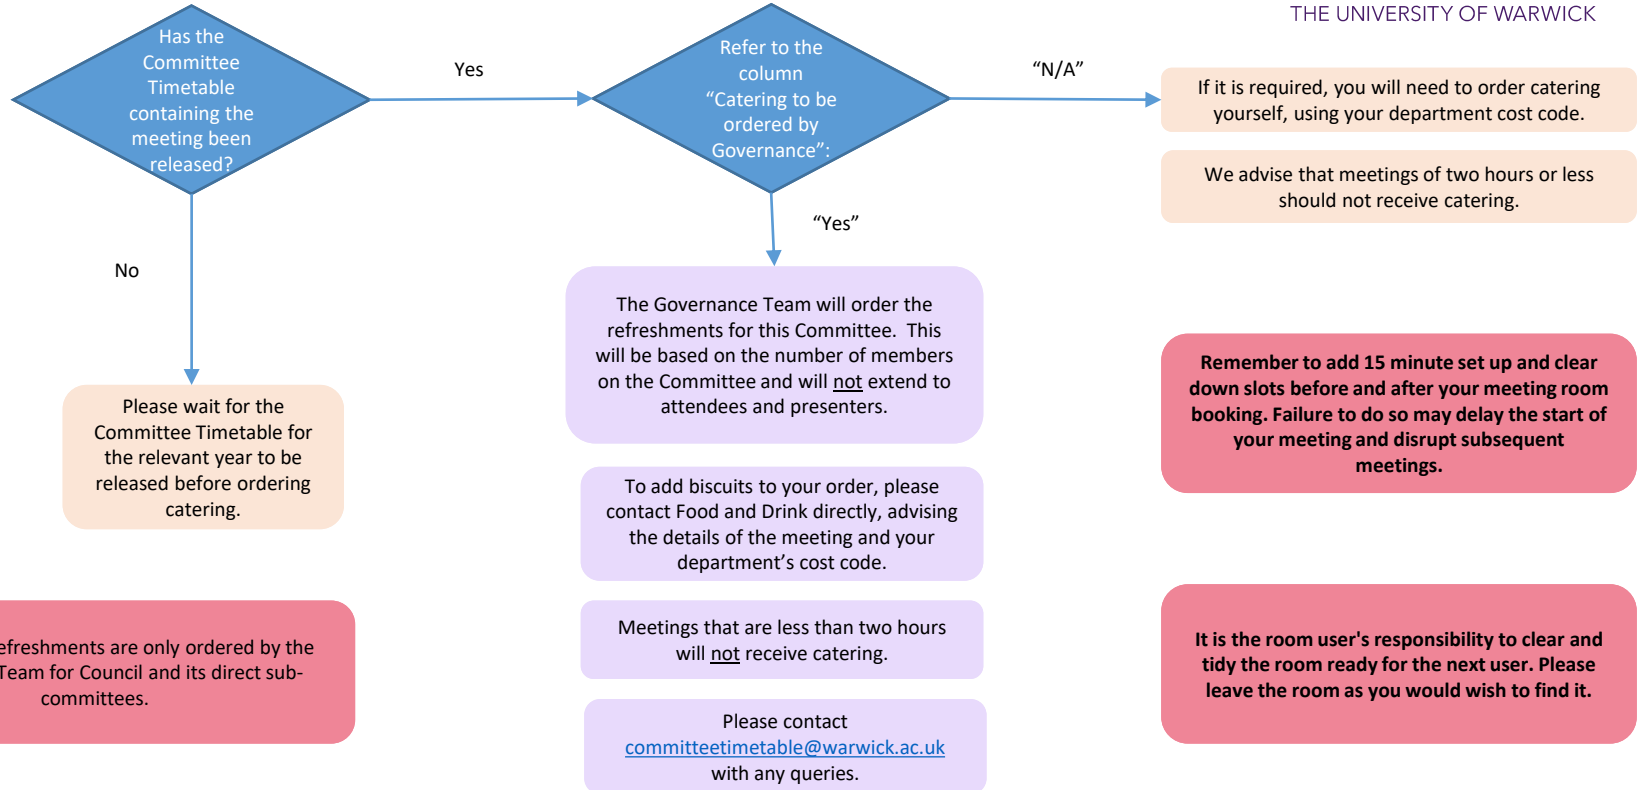 THE UNIVERSITY OF WARWICK
Has the
Committee
Timetable
containing the
meeting been
released?
Yes
Refer to the
column
“Catering to be
ordered by
Governance”:
“N/A”
If it is required, you will need to order catering
yourself, using your department cost code.
We advise that meetings of two hours or less
should not receive catering.
“Yes”
No
The Governance Team will order the
refreshments for this Committee.  This
will be based on the number of members
on the Committee and will not extend to
attendees and presenters.
Remember to add 15 minute set up and clear
down slots before and after your meeting room
booking. Failure to do so may delay the start of
your meeting and disrupt subsequent
meetings.
Please wait for the
Committee Timetable for
the relevant year to be
released before ordering
catering.
To add biscuits to your order, please
contact Food and Drink directly, advising
the details of the meeting and your
department’s cost code.
efreshments are only ordered by the
Team for Council and its direct sub-
committees.
Meetings that are less than two hours
will not receive catering.
It is the room user's responsibility to clear and
tidy the room ready for the next user. Please
leave the room as you would wish to find it.
Please contact
committeetimetable@warwick.ac.uk
with any queries.